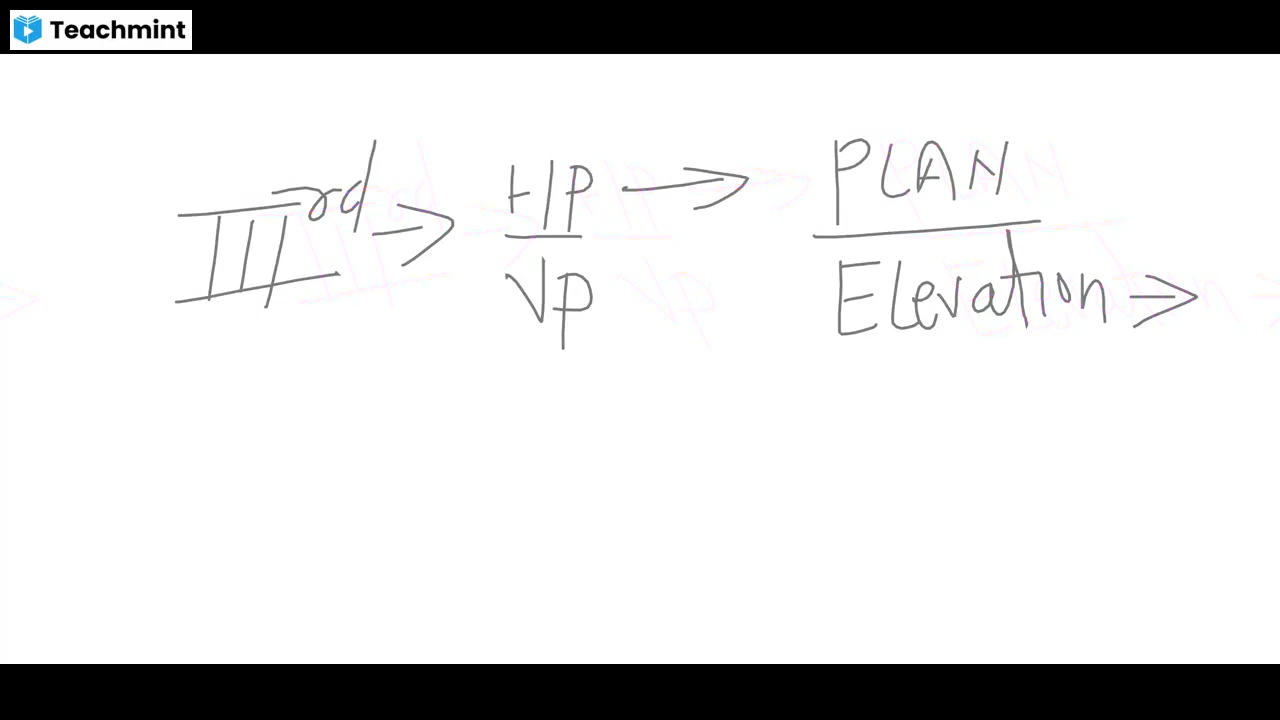 Teachmint
IIIrd → HP → PLAN
VP Elevation →